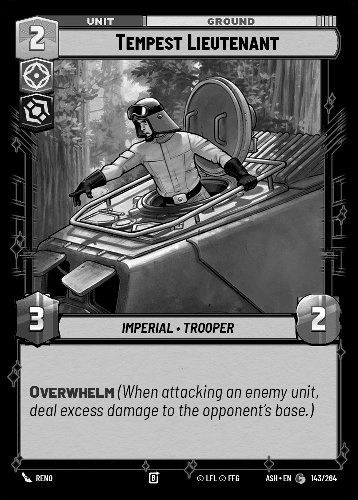 UNIT
GROUND
2
TEMPEST LIEUTENANT
3
IMPERIAL • TROOPER
2
OVERWHELM (When attacking an enemy unit,
deal excess damage to the opponent's base.)
RENO
© LFL © FFG
ASH • EN
143/264